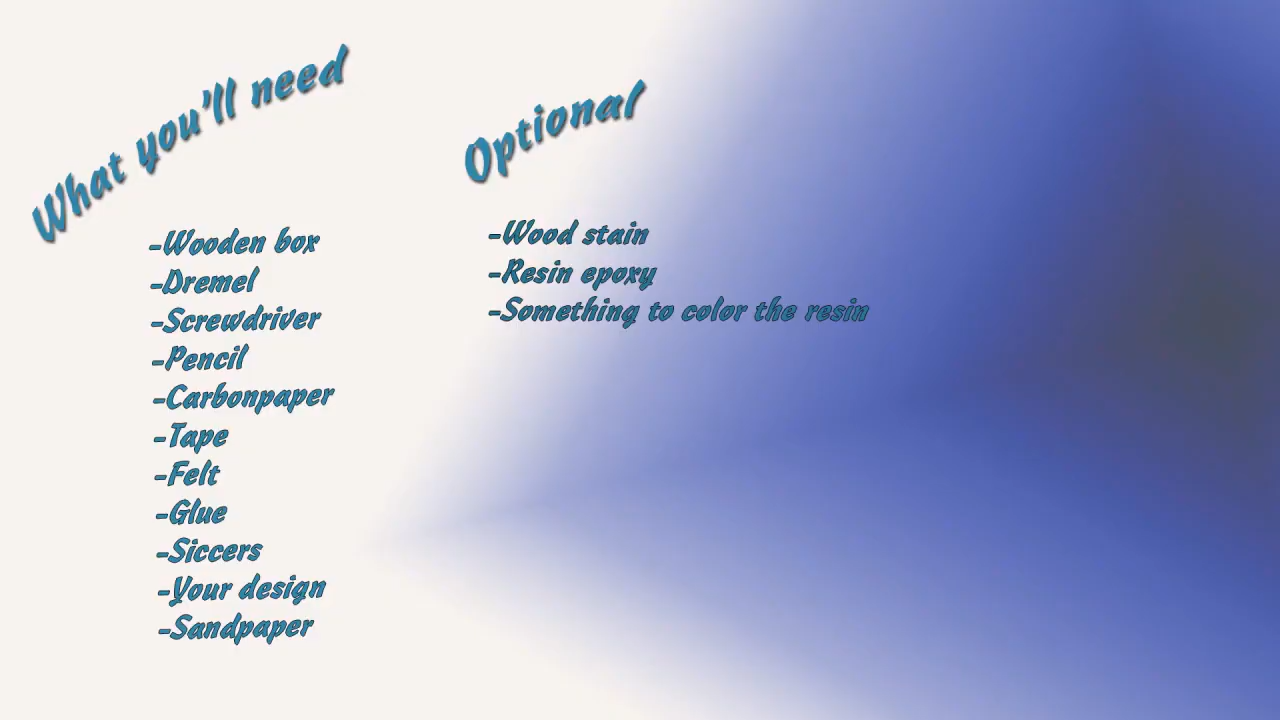 What you'll need
-Wooden box
-Dremel
-Screwdriver
-Pencil
-Carbonpaper
-Tape
-Felt
-Glue
-Siccers
-Your design
-Sandpaper
Optional
-Wood stain
-Resin epoxy
-Something to color the resin